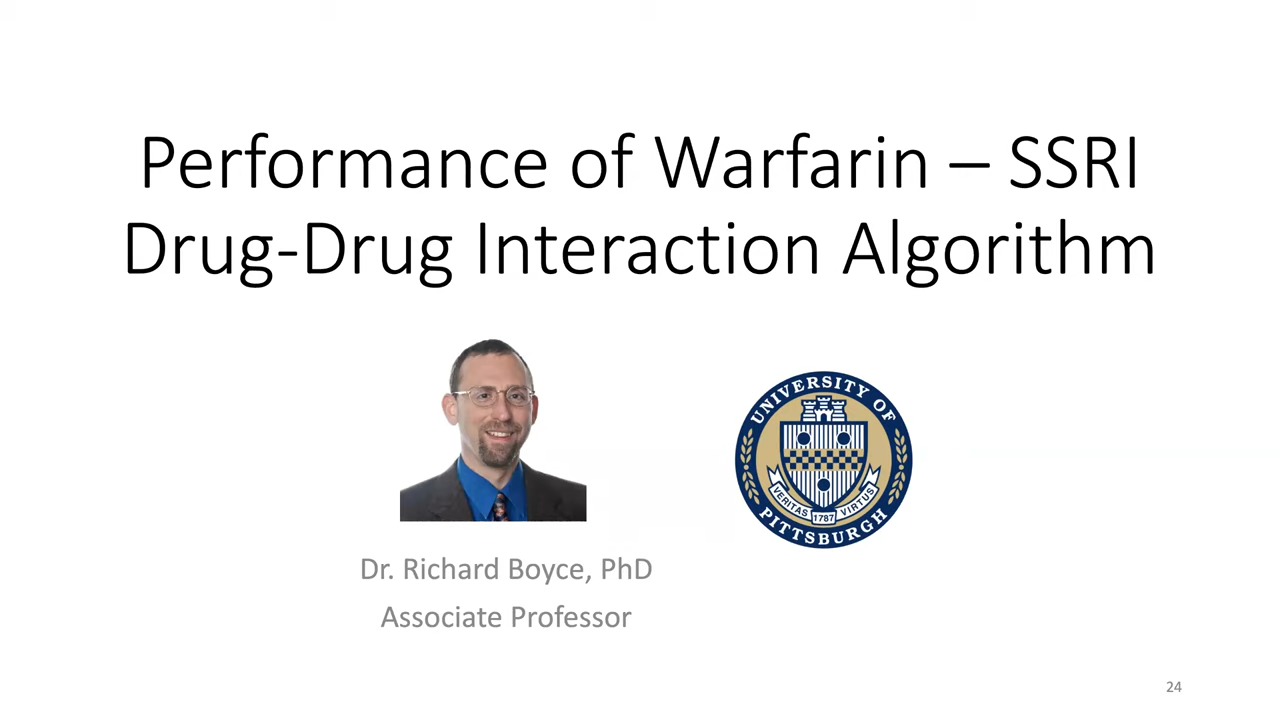 Performance of Warfarin – SSRI
Drug-Drug Interaction Algorithm
UNIVERSITY OF
VERITAS 1787 VIRTUS
PITTSBURGH
Dr. Richard Boyce, PhD
Associate Professor
24